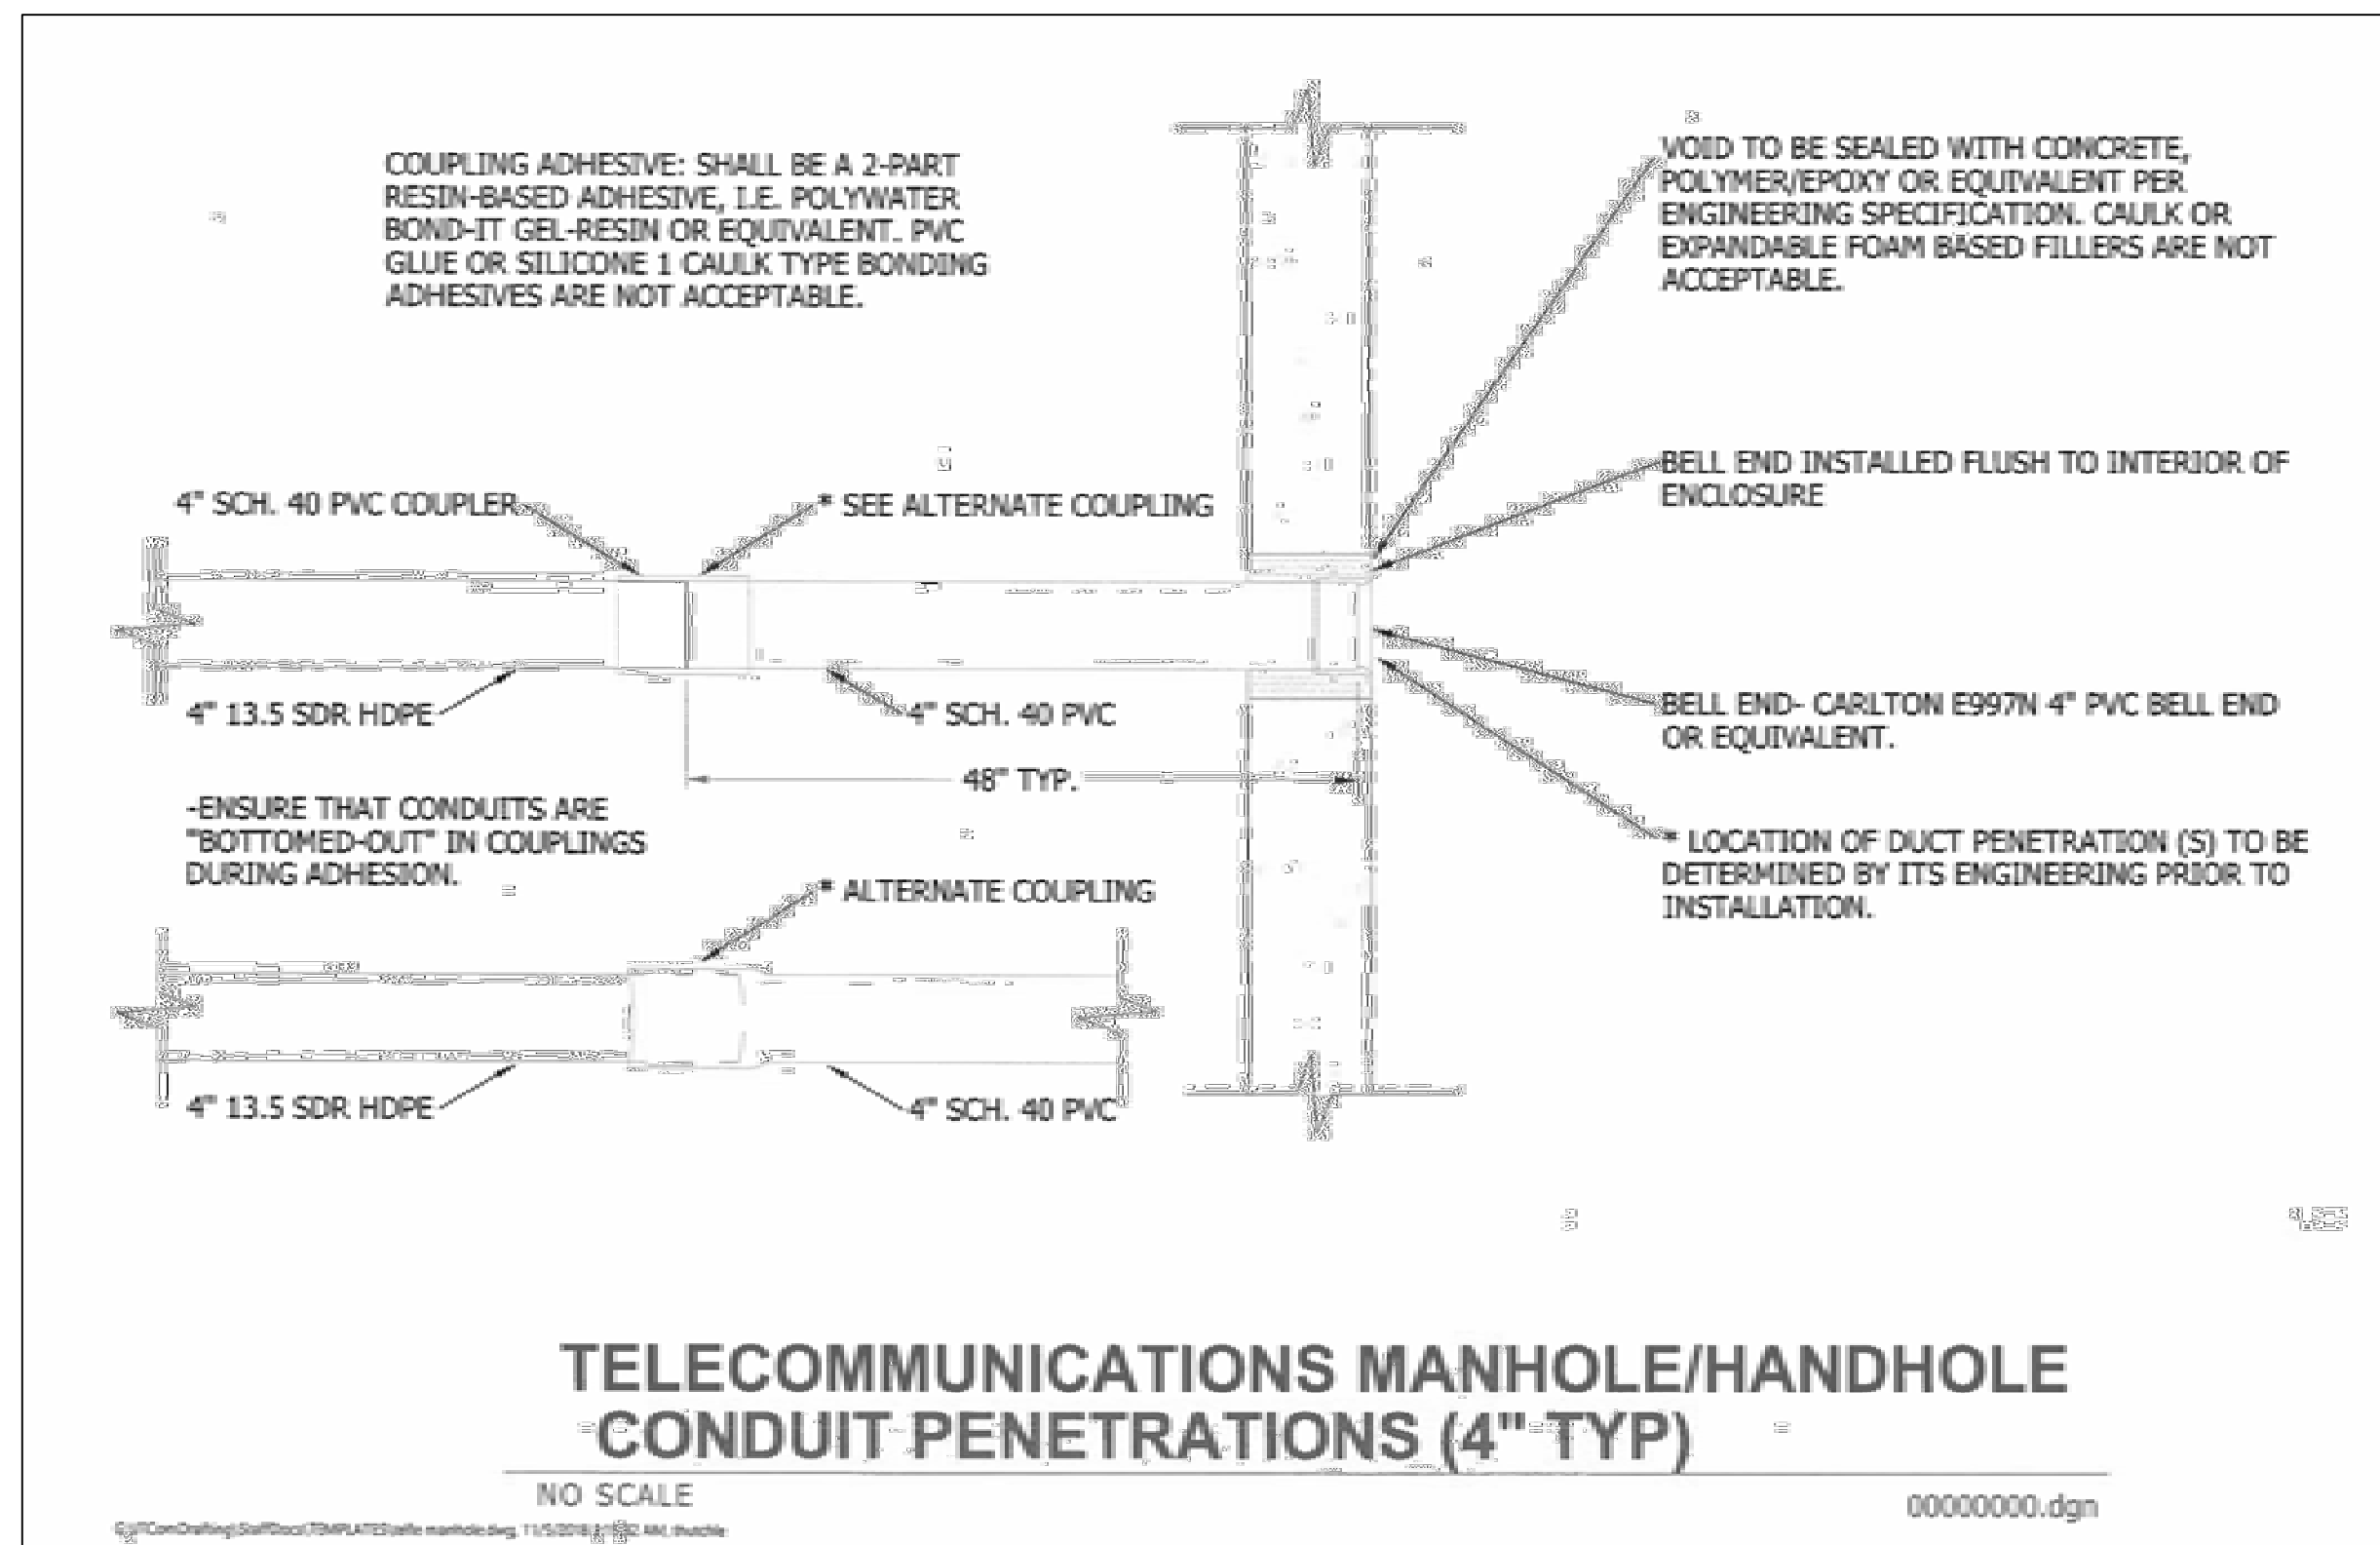 COUPLING ADHESIVE: SHALL BE A 2-PART
RESIN-BASED ADHESIVE, I.E. POLYWATER
BOND-IT GEL-RESIN OR EQUIVALENT. PVC
GLUE OR SILICONE 1 CAULK TYPE BONDING
ADHESIVES ARE NOT ACCEPTABLE.
VOID TO BE SEALED WITH CONCRETE,
POLYMER/EPOXY OR EQUIVALENT PER
ENGINEERING SPECIFICATION. CAULK OR
EXPANDABLE FOAM BASED FILLERS ARE NOT
ACCEPTABLE.
4" SCH. 40 PVC COUPLER
* SEE ALTERNATE COUPLING
BELL END INSTALLED FLUSH TO INTERIOR OF
ENCLOSURE
4" 13.5 SDR HDPE
4" SCH. 40 PVC
BELL END- CARLTON E997N 4" PVC BELL END
OR EQUIVALENT.
48" TYP.
-ENSURE THAT CONDUITS ARE
"BOTTOMED-OUT" IN COUPLINGS
DURING ADHESION.
* LOCATION OF DUCT PENETRATION (S) TO BE
DETERMINED BY ITS ENGINEERING PRIOR TO
INSTALLATION.
* ALTERNATE COUPLING
4" 13.5 SDR HDPE
4" SCH. 40 PVC
TELECOMMUNICATIONS MANHOLE/HANDHOLE
CONDUIT PENETRATIONS (4" TYP)
NO SCALE
00000000.dgn